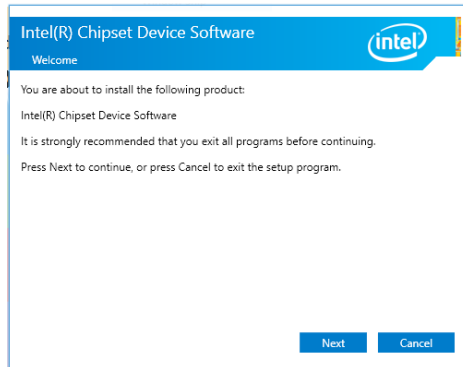 Intel(R) Chipset Device Software
intel
Welcome
You are about to install the following product:
Intel(R) Chipset Device Software
It is strongly recommended that you exit all programs before continuing.
Press Next to continue, or press Cancel to exit the setup program.
Next
Cancel